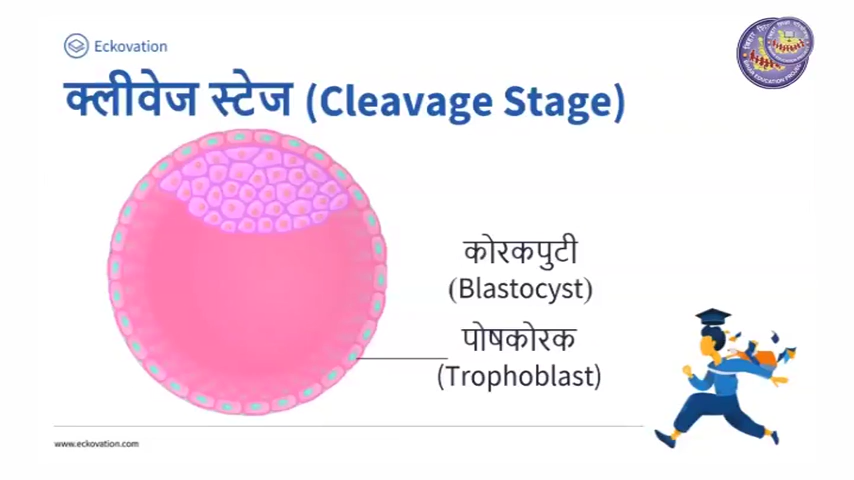 Eckovation
क्लीवेज स्टेज (Cleavage Stage)
कोरकपुटी
(Blastocyst)
पोषकोरक
(Trophoblast)
www.eckovation.com